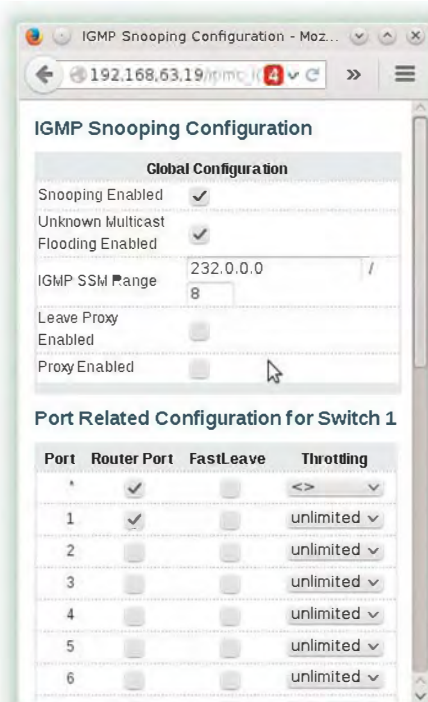 IGMP Snooping Configuration - Moz...
192.168.63.19/ipmc_i
4
»
IGMP Snooping Configuration
Global Configuration
Snooping Enabled
Unknown Multicast
Flooding Enabled
IGMP SSM Range
232.0.0.0 /
8
Leave Proxy
Enabled
Proxy Enabled
Port Related Configuration for Switch 1
Port Router Port FastLeave Throttling
* <>
1 unlimited
2 unlimited
3 unlimited
4 unlimited
5 unlimited
6 unlimited